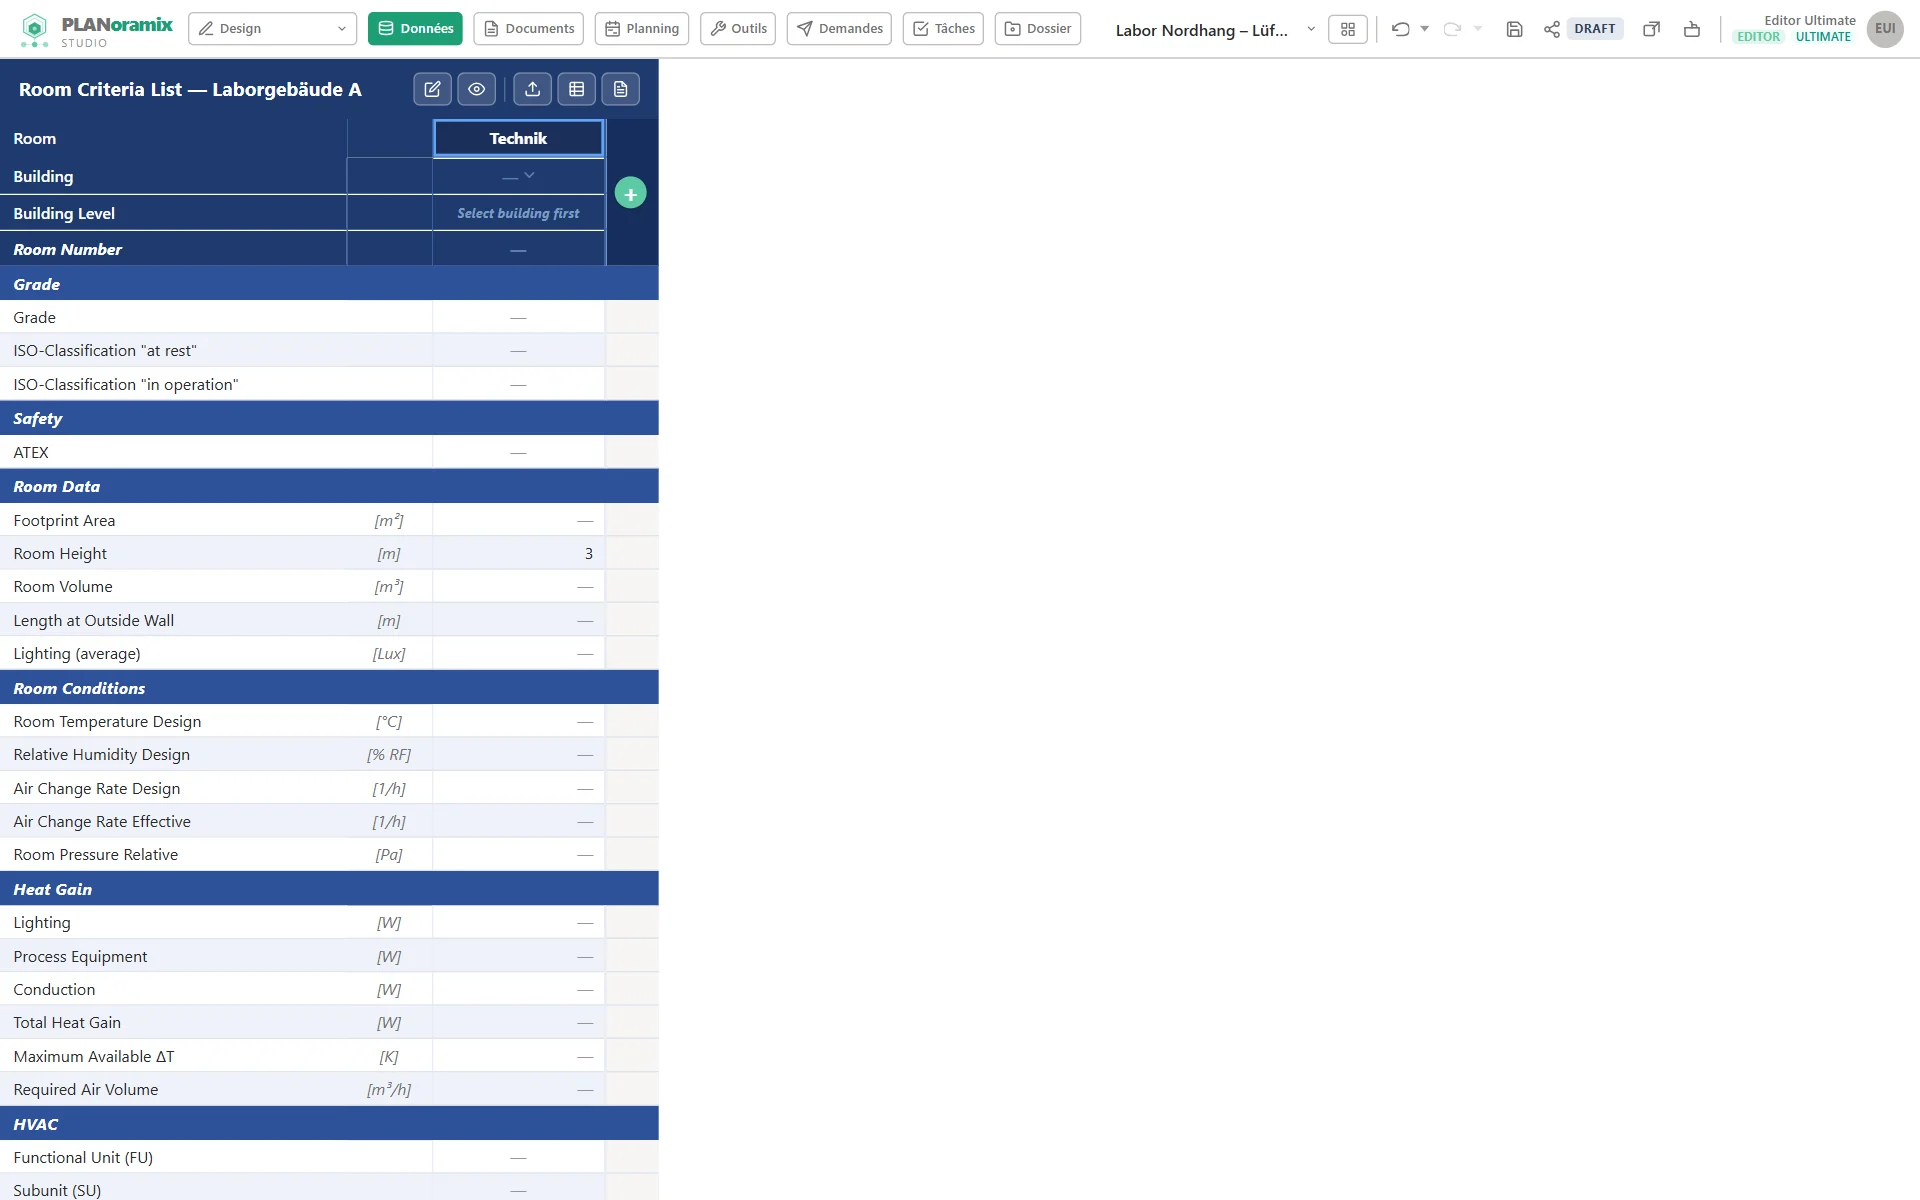 PLANoramix
STUDIO
Design
Données
Documents
Planning
Outils
Demandes
Tâches
Dossier
Labor Nordhang – Lüf...
DRAFT
Editor Ultimate
EDITOR ULTIMATE
EUI
Room Criteria List — Laborgebäude A
Room Technik
Building —
Building Level Select building first
Room Number —
+
Grade
Grade —
ISO-Classification "at rest" —
ISO-Classification "in operation" —
Safety
ATEX —
Room Data
Footprint Area [m²] —
Room Height [m] 3
Room Volume [m³] —
Length at Outside Wall [m] —
Lighting (average) [Lux] —
Room Conditions
Room Temperature Design [°C] —
Relative Humidity Design [% RF] —
Air Change Rate Design [1/h] —
Air Change Rate Effective [1/h] —
Room Pressure Relative [Pa] —
Heat Gain
Lighting [W] —
Process Equipment [W] —
Conduction [W] —
Total Heat Gain [W] —
Maximum Available ΔT [K] —
Required Air Volume [m³/h] —
HVAC
Functional Unit (FU) —
Subunit (SU) —